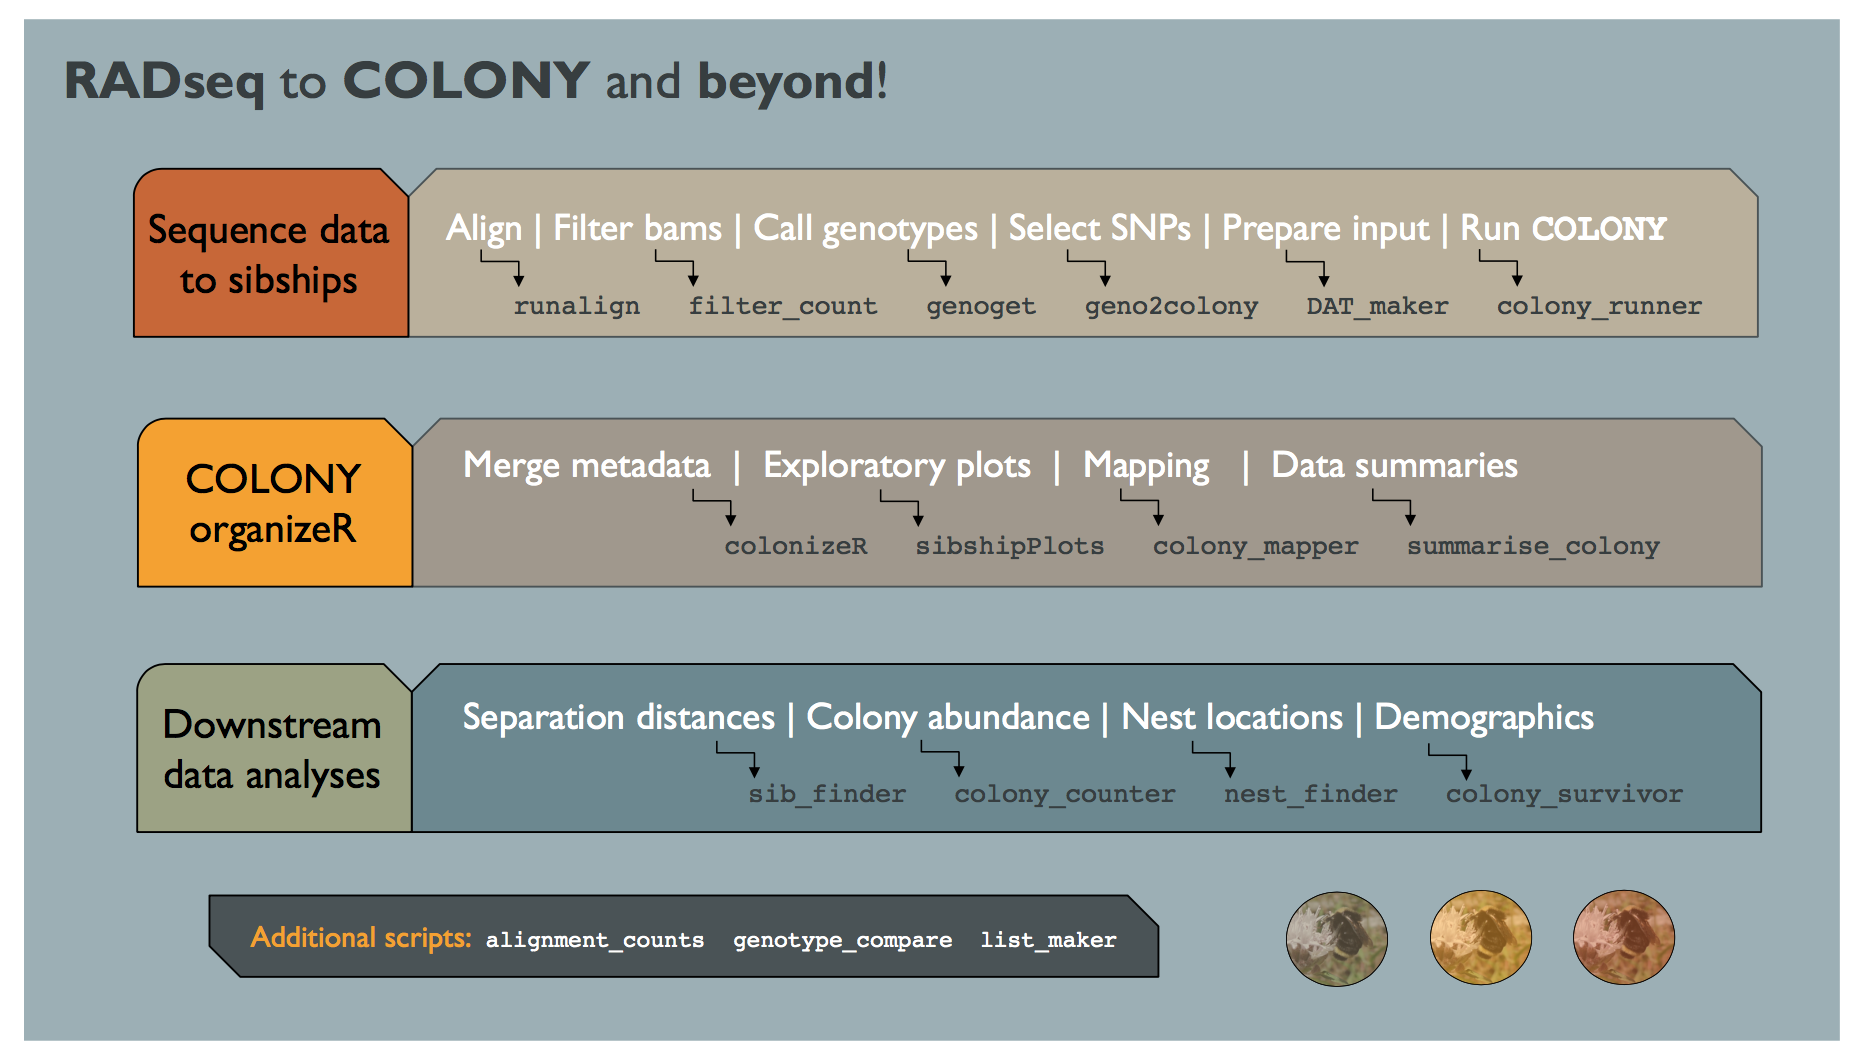 RADseq to COLONY and beyond!
Sequence data
to sibships
Align | Filter bams | Call genotypes | Select SNPs | Prepare input | Run COLONY
runalign filter_count genoget geno2colony DAT_maker colony_runner
COLONY
organizeR
Merge metadata | Exploratory plots | Mapping | Data summaries
colonizeR sibshipPlots colony_mapper summarise_colony
Downstream
data analyses
Separation distances | Colony abundance | Nest locations | Demographics
sib_finder colony_counter nest_finder colony_survivor
Additional scripts: alignment_counts genotype_compare list_maker